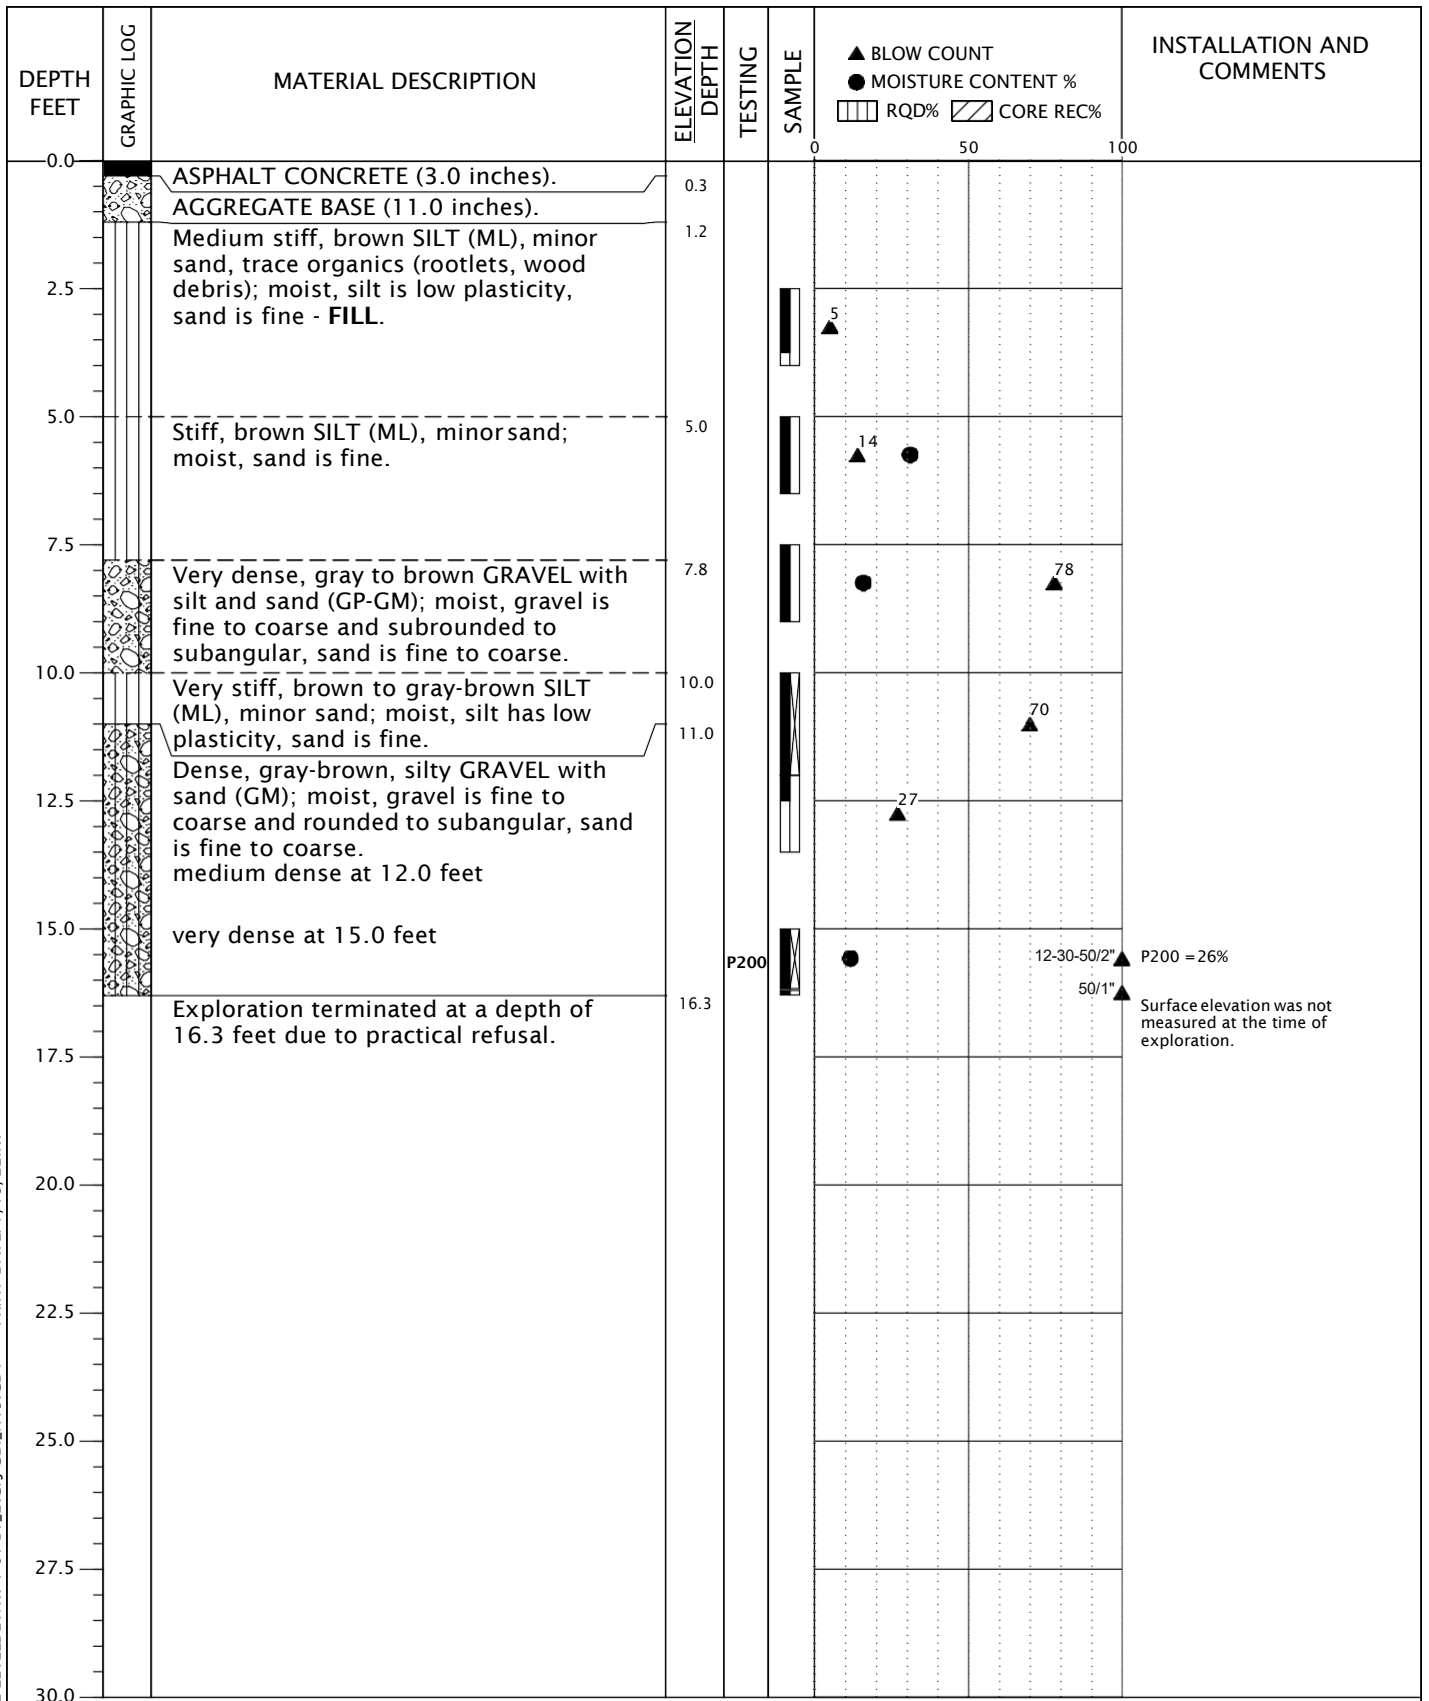 DEPTH
FEET
GRAPHIC LOG
MATERIAL DESCRIPTION
ELEVATION
DEPTH
TESTING
SAMPLE
BLOW COUNT
MOISTURE CONTENT %
RQD% CORE REC%
INSTALLATION AND
COMMENTS
0 50 100
0.0
ASPHALT CONCRETE (3.0 inches).
0.3
AGGREGATE BASE (11.0 inches).
1.2
Medium stiff, brown SILT (ML), minor
sand, trace organics (rootlets, wood
debris); moist, silt is low plasticity,
sand is fine - FILL.
2.5
5
5.0
5.0
Stiff, brown SILT (ML), minor sand;
moist, sand is fine.
14
7.5
7.8
Very dense, gray to brown GRAVEL with
silt and sand (GP-GM); moist, gravel is
fine to coarse and subrounded to
subangular, sand is fine to coarse.
78
10.0
10.0
Very stiff, brown to gray-brown SILT
(ML), minor sand; moist, silt has low
plasticity, sand is fine.
70
11.0
Dense, gray-brown, silty GRAVEL with
sand (GM); moist, gravel is fine to
coarse and rounded to subangular, sand
is fine to coarse.
12.5
27
medium dense at 12.0 feet
15.0
very dense at 15.0 feet
P200
12-30-50/2"
P200 = 26%
50/1"
16.3
Surface elevation was not
measured at the time of
exploration.
Exploration terminated at a depth of
16.3 feet due to practical refusal.
17.5
20.0
22.5
25.0
27.5
30.0